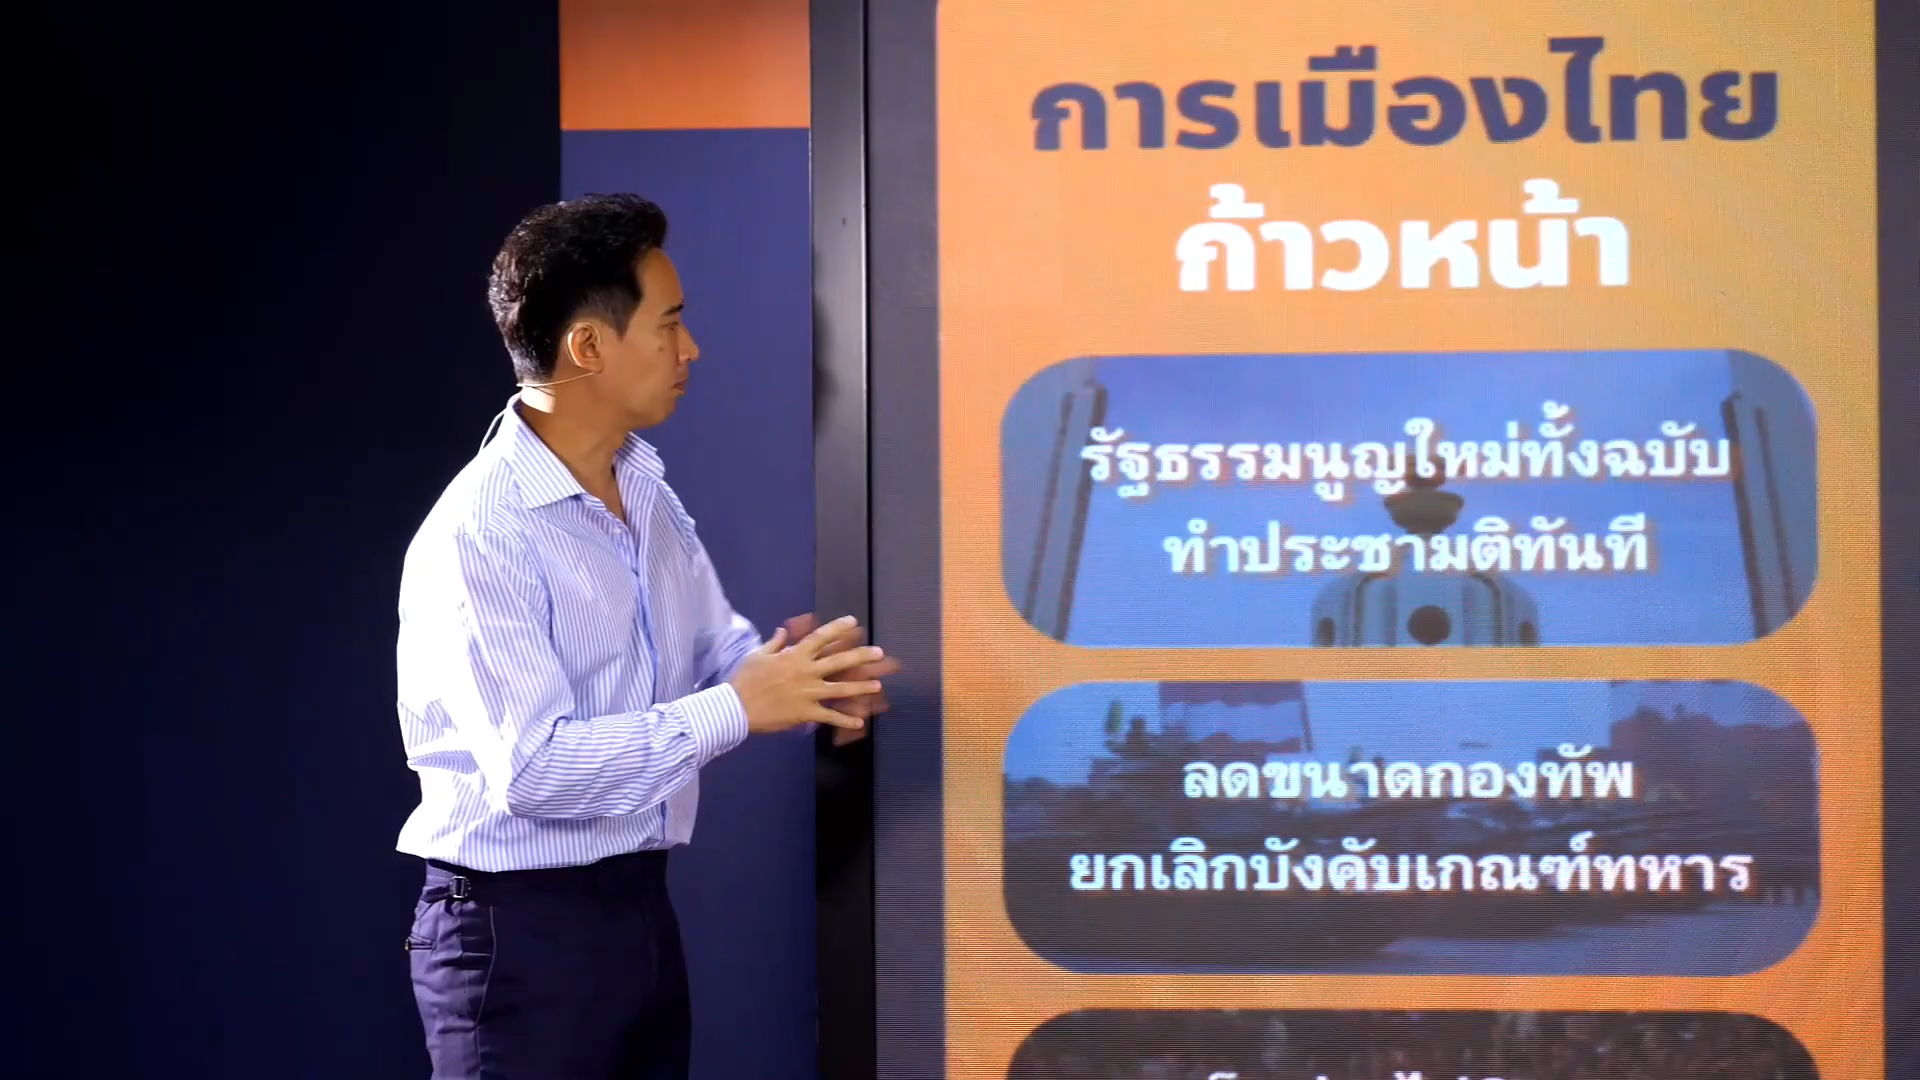 การเมืองไทย
ก้าวหน้า
รัฐธรรมนูญใหม่ทั้งฉบับ
ทำประชามติทันที
ลดขนาดกองทัพ
ยกเลิกบังคับเกณฑ์ทหาร